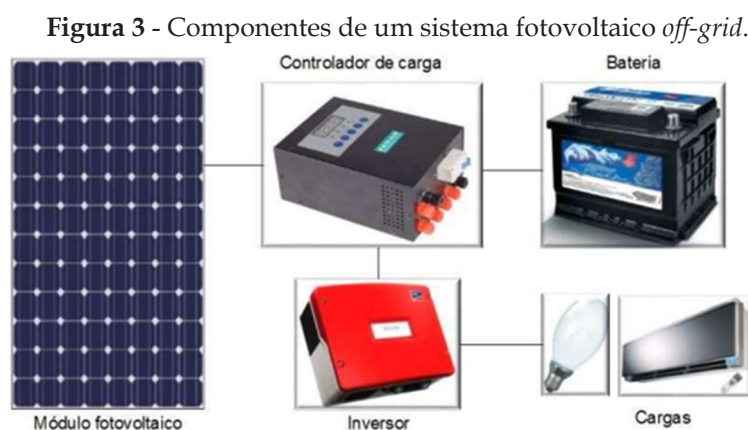 Figura 3 - Componentes de um sistema fotovoltaico off-grid.
Controlador de carga
Bateria
Módulo fotovoltaico
Inversor
Cargas